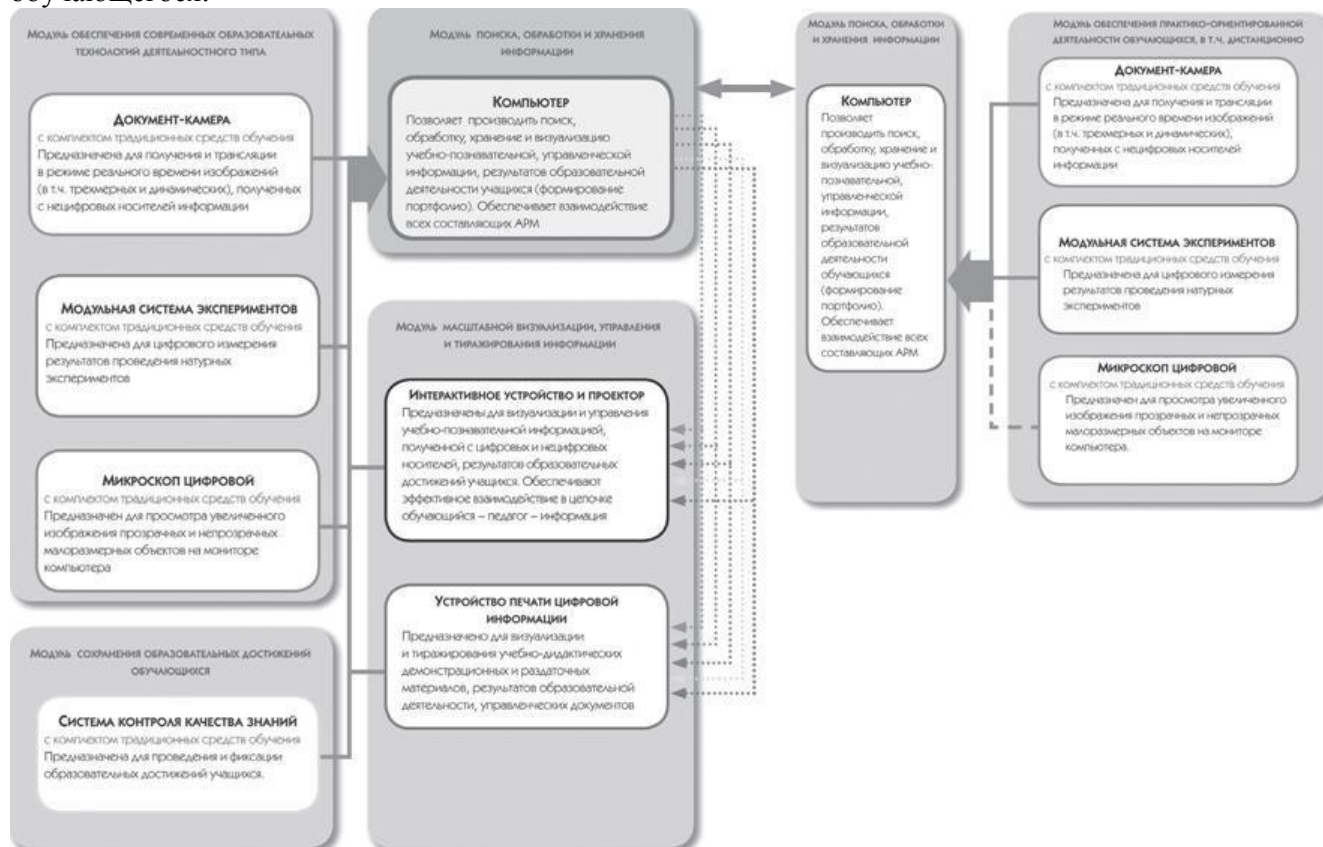 обучающегося.
Модуль обеспечения современных образовательных
технологий деятельностного типа
Документ-камера
с комплектом традиционных средств обучения
Предназначена для получения и трансляции
в режиме реального времени изображений
(в т.ч. трехмерных и динамических), полученных
с нецифровых носителей информации
Модульная система экспериментов
с комплектом традиционных средств обучения
Предназначена для цифрового измерения
результатов проведения натурных
экспериментов
Микроскоп цифровой
с комплектом традиционных средств обучения
Предназначен для просмотра увеличенного
изображения прозрачных и непрозрачных
малоразмерных объектов на мониторе
компьютера
Модуль сохранения образовательных достижений
обучающихся
Система контроля качества знаний
с комплектом традиционных средств обучения
Предназначена для проведения и фиксации
образовательных достижений учащихся.
Модуль поиска, обработки и хранения
информации
Компьютер
Позволяет производить поиск,
обработку, хранение и визуализацию
учебно-познавательной, управленческой
информации, результатов образовательной
деятельности учащихся (формирование
портфолио). Обеспечивает взаимодействие
всех составляющих АРМ
Модуль масштабной визуализации, управления
и тиражирования информации
Интерактивное устройство и проектор
Предназначены для визуализации и управления
учебно-познавательной информацией,
полученной с цифровых и нецифровых
носителей, результатов образовательных
достижений учащихся. Обеспечивают
эффективное взаимодействие в цепочке
обучающийся – педагог – информация
Устройство печати цифровой
информации
Предназначено для визуализации
и тиражирования учебно-дидактических
демонстрационных и раздаточных
материалов, результатов образовательной
деятельности, управленческих документов
Модуль поиска, обработки
и хранения информации
Компьютер
Позволяет
производить поиск,
обработку, хранение и
визуализацию учебно-
познавательной,
управленческой
информации,
результатов
образовательной
деятельности
обучающихся
(формирование
портфолио).
Обеспечивает
взаимодействие всех
составляющих АРМ
Модуль обеспечения практико-ориентированной
деятельности обучающихся, в т.ч. дистанционно
Документ-камера
с комплектом традиционных средств обучения
Предназначена для получения и трансляции
в режиме реального времени изображений
(в т.ч. трехмерных и динамических),
полученных с нецифровых носителей
информации
Модульная система экспериментов
с комплектом традиционных средств обучения
Предназначена для цифрового измерения
результатов проведения натурных
экспериментов
Микроскоп цифровой
с комплектом традиционных средств обучения
Предназначен для просмотра увеличенного
изображения прозрачных и непрозрачных
малоразмерных объектов на мониторе
компьютера.